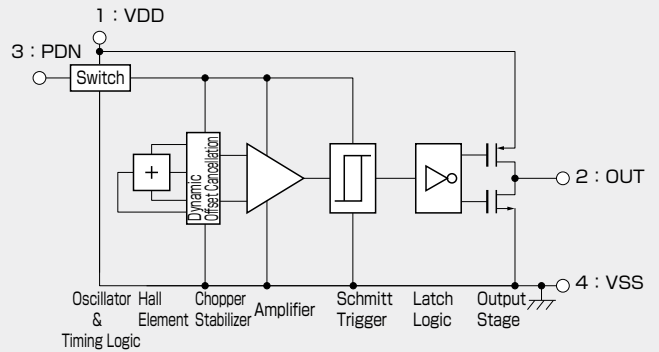 1：VDD
3：PDN
Switch
+
Dynamic
Offset Cancellation
2：OUT
4：VSS
Oscillator
&
Timing Logic
Hall
Element
Chopper
Stabilizer
Amplifier
Schmitt
Trigger
Latch
Logic
Output
Stage